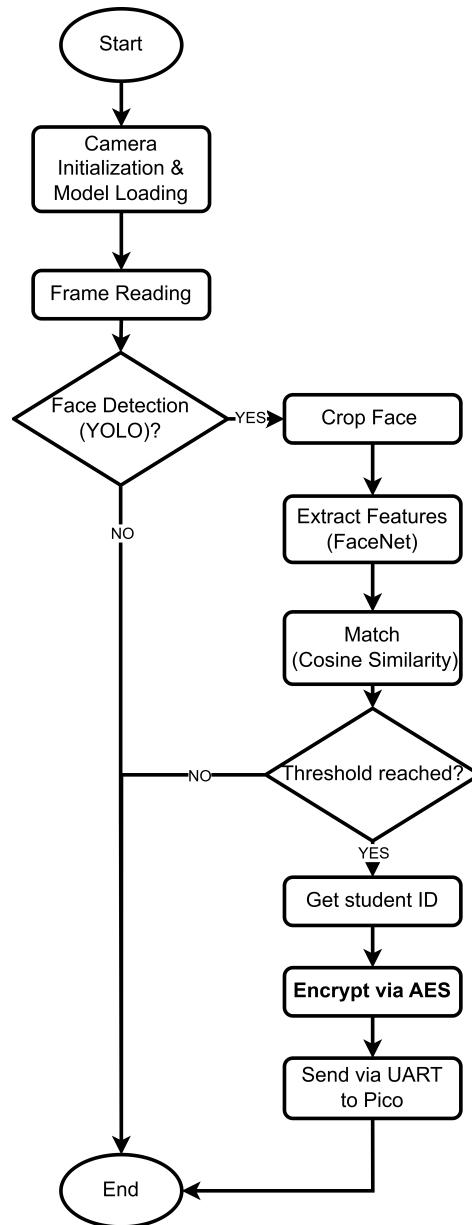 Start
Camera
Initialization &
Model Loading
Frame Reading
Face Detection
(YOLO)?
YES
Crop Face
Extract Features
(FaceNet)
NO
Match
(Cosine Similarity)
Threshold reached?
NO
YES
Get student ID
Encrypt via AES
Send via UART
to Pico
End